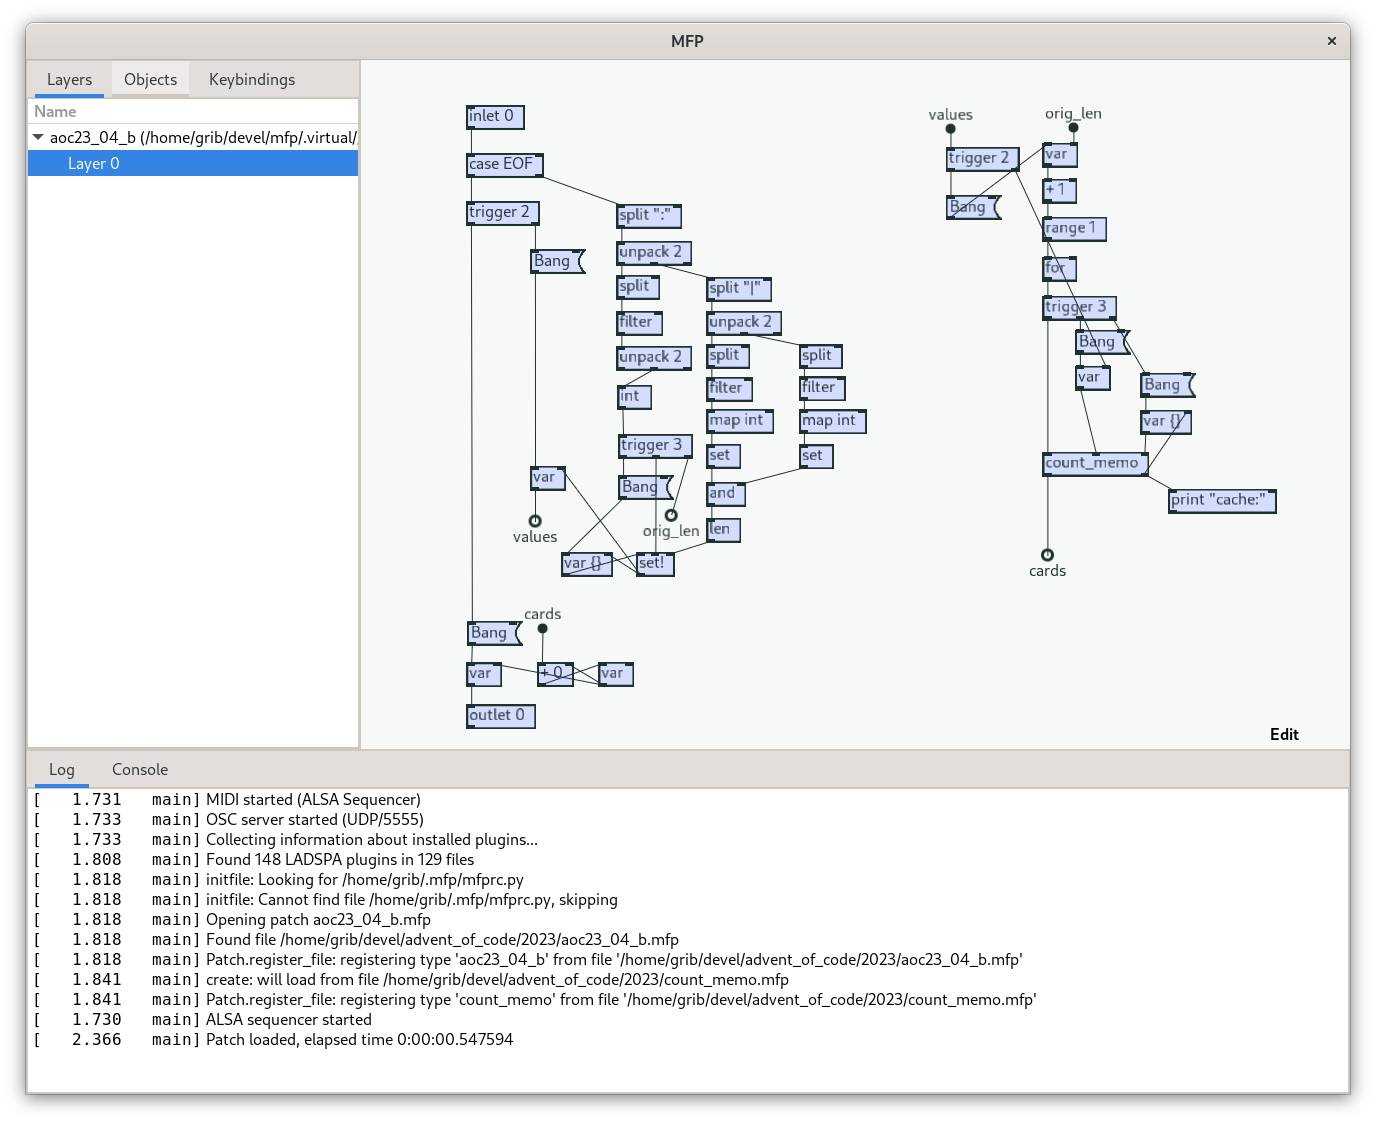 MFP
×
Layers Objects Keybindings
Name
aoc23_04_b (/home/grib/devel/mfp/.virtual/
Layer 0
inlet 0
case EOF
trigger 2
Bang
var
values
split ":"
unpack 2
split
filter
unpack 2
int
trigger 3
Bang
orig_len
var {}
set!
split "|"
unpack 2
split
filter
map int
set
and
len
split
filter
map int
set
Bang
cards
var
+ 0
var
outlet 0
values
trigger 2
Bang
orig_len
var
+ 1
range 1
for
trigger 3
Bang
var
Bang
var {}
count_memo
print "cache:"
cards
Edit
Log Console
[ 1.731 main] MIDI started (ALSA Sequencer)
[ 1.733 main] OSC server started (UDP/5555)
[ 1.733 main] Collecting information about installed plugins...
[ 1.808 main] Found 148 LADSPA plugins in 129 files
[ 1.818 main] initfile: Looking for /home/grib/.mfp/mfprc.py
[ 1.818 main] initfile: Cannot find file /home/grib/.mfp/mfprc.py, skipping
[ 1.818 main] Opening patch aoc23_04_b.mfp
[ 1.818 main] Found file /home/grib/devel/advent_of_code/2023/aoc23_04_b.mfp
[ 1.818 main] Patch.register_file: registering type 'aoc23_04_b' from file '/home/grib/devel/advent_of_code/2023/aoc23_04_b.mfp'
[ 1.841 main] create: will load from file /home/grib/devel/advent_of_code/2023/count_memo.mfp
[ 1.841 main] Patch.register_file: registering type 'count_memo' from file '/home/grib/devel/advent_of_code/2023/count_memo.mfp'
[ 1.730 main] ALSA sequencer started
[ 2.366 main] Patch loaded, elapsed time 0:00:00.547594